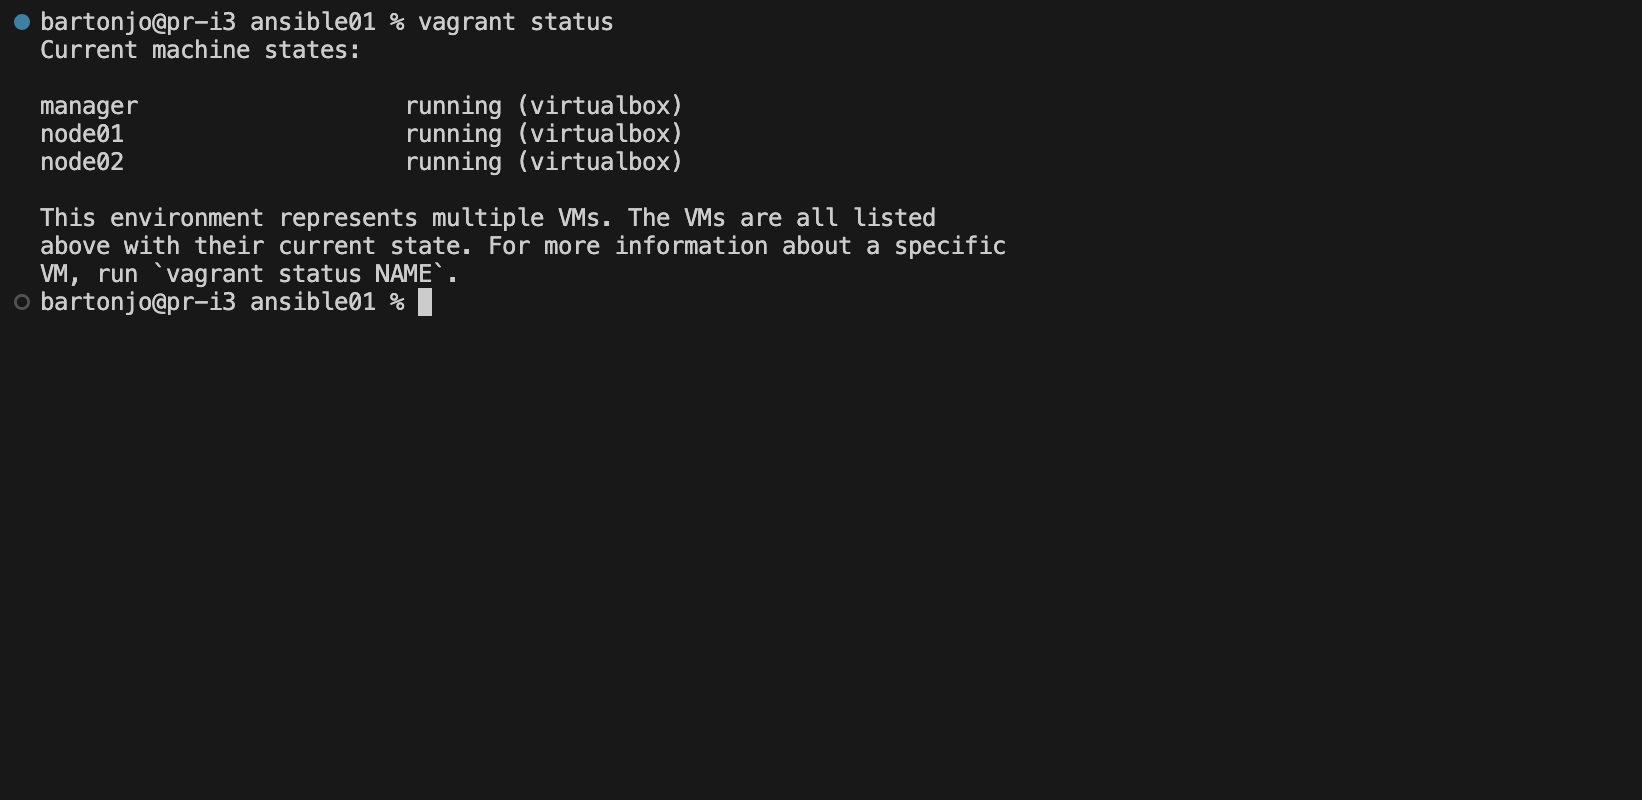 bartonjo@pr-i3 ansible01 % vagrant status
Current machine states:
manager                   running (virtualbox)
node01                    running (virtualbox)
node02                    running (virtualbox)
This environment represents multiple VMs. The VMs are all listed
above with their current state. For more information about a specific
VM, run `vagrant status NAME`.
bartonjo@pr-i3 ansible01 %